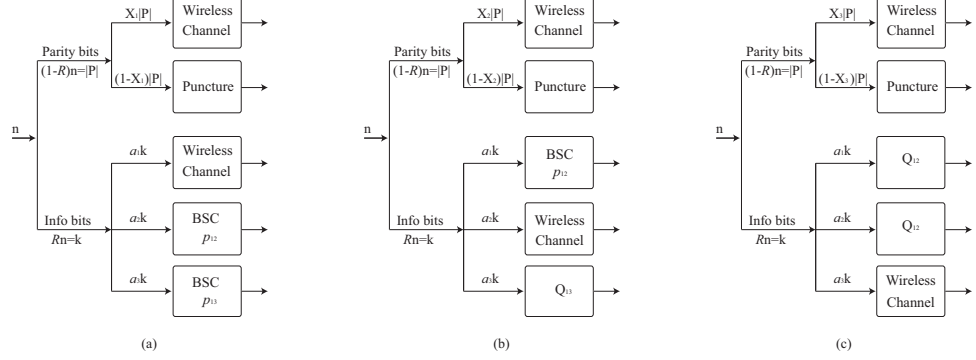 X₁|P|
Wireless
Channel
Parity bits
(1-R)n=|P|
(1-X₁)|P|
Puncture
n
a₁k
Wireless
Channel
Info bits
Rn=k
a₂k
BSC
p₁₂
a₃k
BSC
p₁₃
(a)
X₂|P|
Wireless
Channel
Parity bits
(1-R)n=|P|
(1-X₂)|P|
Puncture
n
a₁k
BSC
p₁₂
Info bits
Rn=k
a₂k
Wireless
Channel
a₃k
Q₁₃
(b)
X₃|P|
Wireless
Channel
Parity bits
(1-R)n=|P|
(1-X₃)|P|
Puncture
n
a₁k
Q₁₂
Info bits
Rn=k
a₂k
Q₁₂
a₃k
Wireless
Channel
(c)